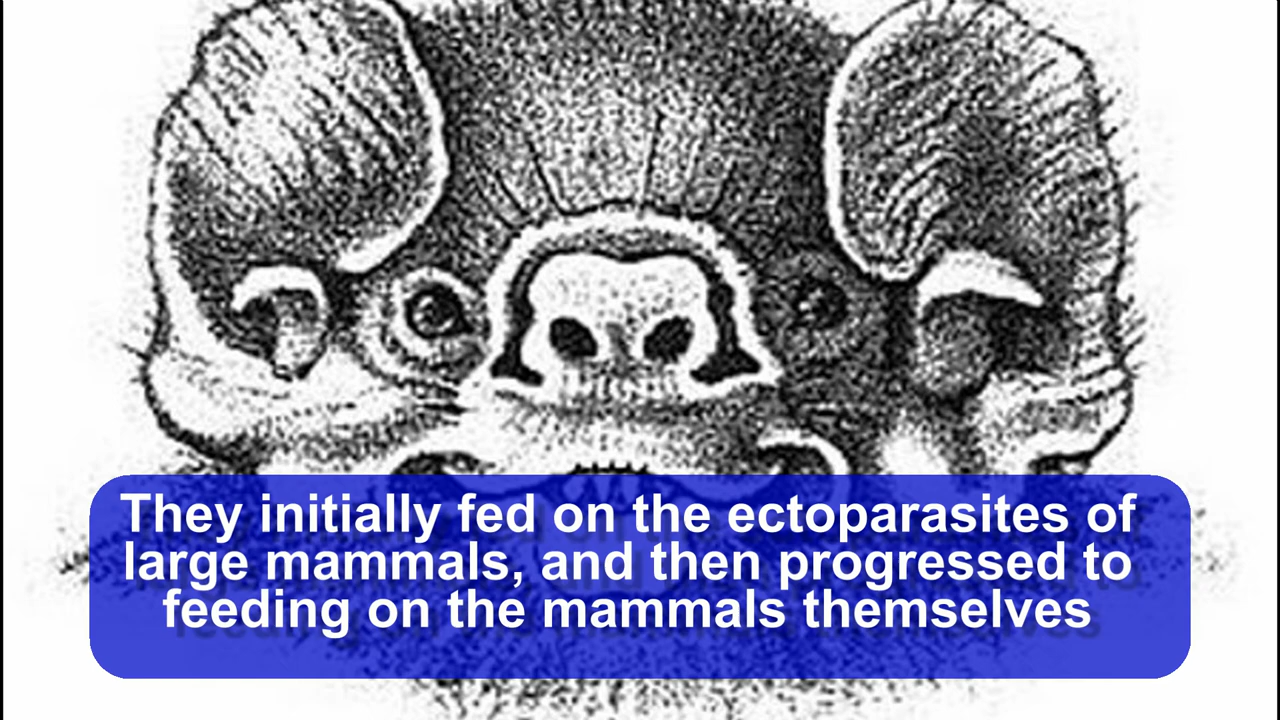 They initially fed on the ectoparasites of
large mammals, and then progressed to
feeding on the mammals themselves